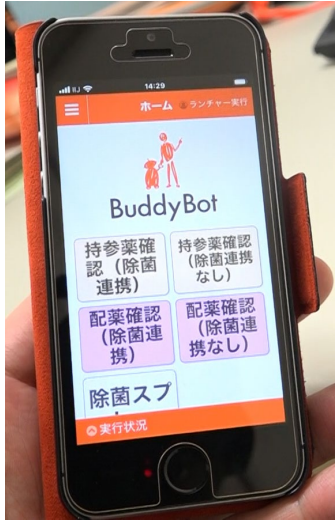 IIJ
14:29
ホーム
ランチャー実行
BuddyBot
持参薬確
認（除菌
連携）
持参薬確認
（除菌連携
なし）
配薬確認
（除菌連
携）
配薬確認
（除菌連
携なし）
除菌スプ
実行状況